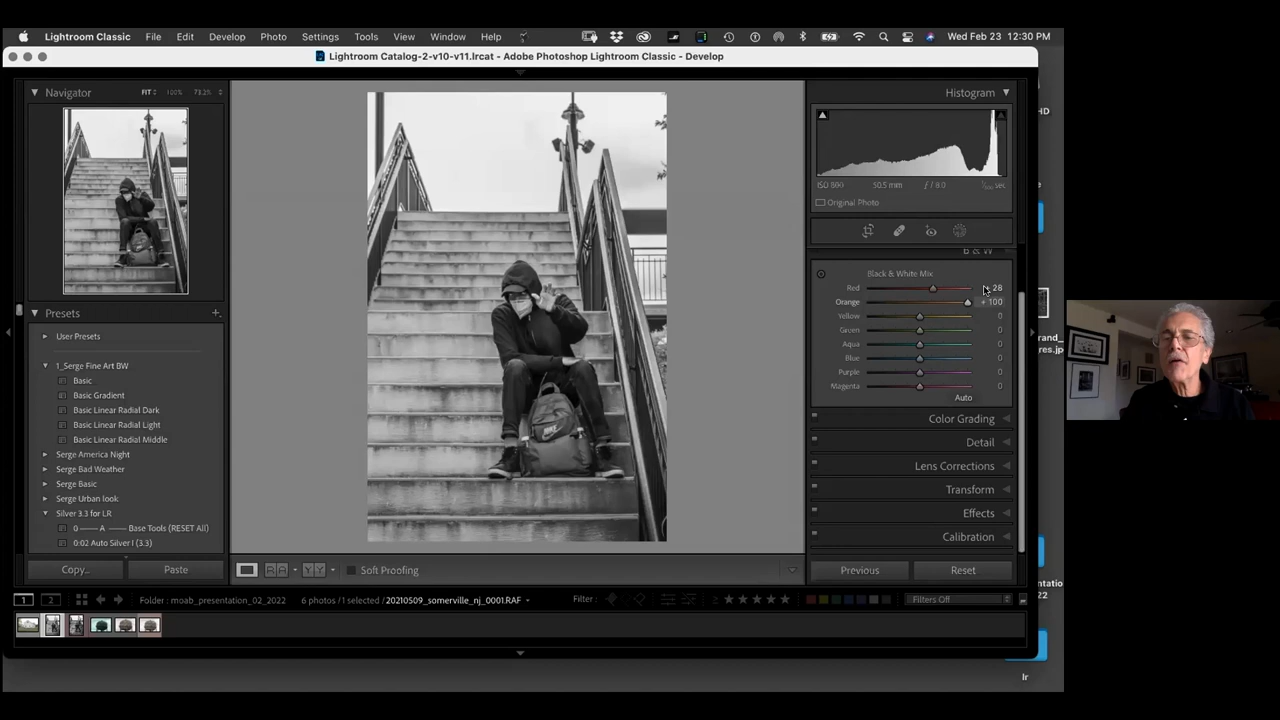 Lightroom Classic File Edit Develop Photo Settings Tools View Window Help Wed Feb 23 12:30 PM
Lightroom Catalog-2-v10-v11.lrcat - Adobe Photoshop Lightroom Classic - Develop
Navigator FIT 100%
Histogram
ISO 800 50.5 mm f / 8.0 sec
Original Photo
B & W
Black & White Mix
Red 28
Orange + 100
Yellow 0
Green 0
Aqua 0
Blue 0
Purple 0
Magenta 0
Auto
Color Grading
Detail
Lens Corrections
Transform
Effects
Calibration
Previous Reset
Presets +
User Presets
1_Serge Fine Art BW
Basic
Basic Gradient
Basic Linear Radial Dark
Basic Linear Radial Light
Basic Linear Radial Middle
Serge America Night
Serge Bad Weather
Serge Basic
Serge Urban look
Silver 3.3 for LR
0 —— A —— Base Tools (RESET All)
0:02 Auto Silver I (3.3)
Copy... Paste
R A Y Y Soft Proofing
1 2 Folder : moab_presentation_02_2022 6 photos / 1 selected / 20210509_somerville_nj_0001.RAF Filter : Filters Off
HD
res.jp
22
lr